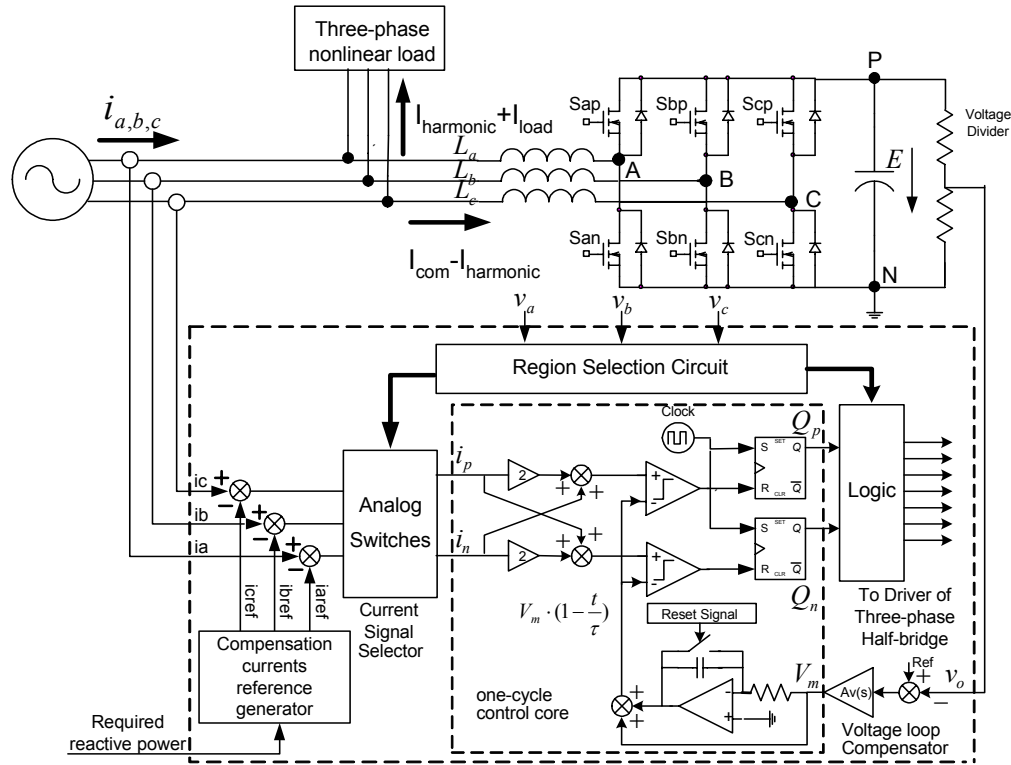 Three-phase
nonlinear load
i a,b,c
I harmonic + I load
L a
L b
L c
I com - I harmonic
Sap
Sbp
Scp
San
Sbn
Scn
A
B
C
P
N
E
Voltage
Divider
v a
v b
v c
Region Selection Circuit
Clock
Q p
S SET Q
R CLR Q
S SET Q
R CLR Q
Q n
Logic
To Driver of
Three-phase
Half-bridge
i p
i n
2
2
+
+
+
+
+
-
+
-
Analog
Switches
Current
Signal
Selector
ic
ib
ia
+
-
+
-
+
-
icref
ibref
iaref
Compensation
currents
reference
generator
Required
reactive power
V m · (1 - t/τ)
Reset Signal
one-cycle
control core
+
+
-
+
V m
Av(s)
Ref
+
-
v o
Voltage loop
Compensator